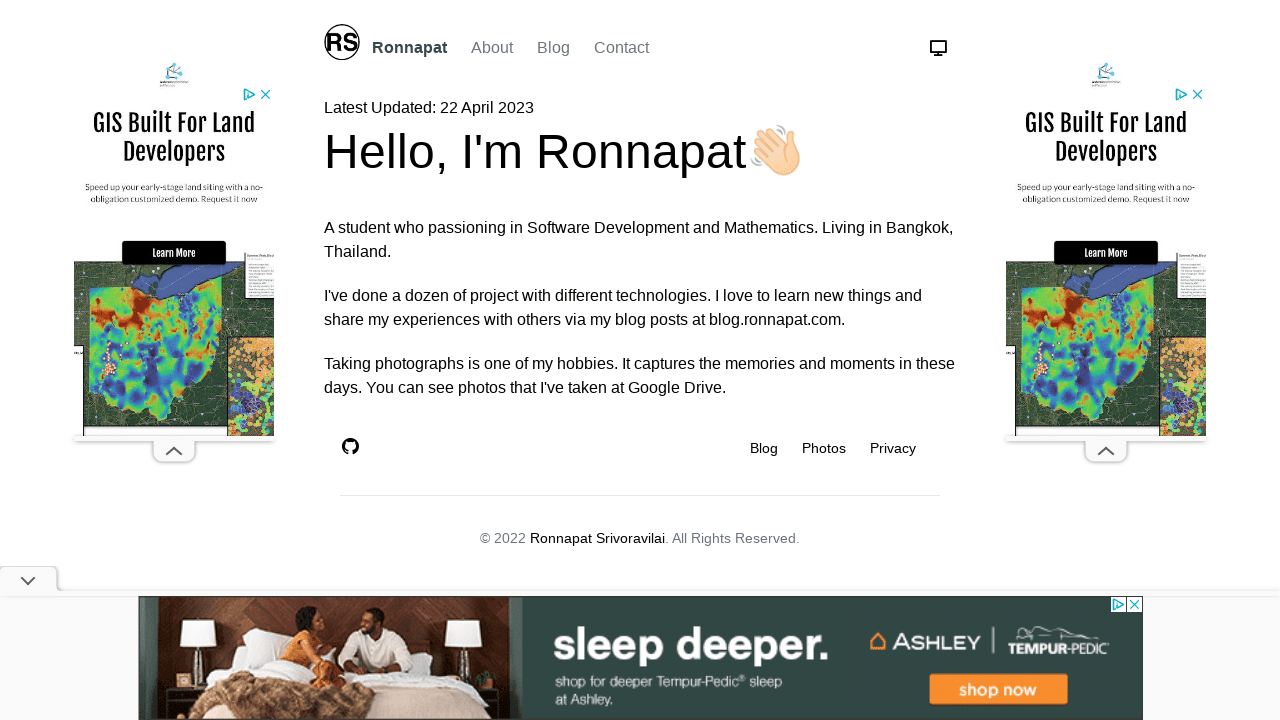 RS
Ronnapat About Blog Contact
Latest Updated: 22 April 2023
Hello, I'm Ronnapat
A student who passioning in Software Development and Mathematics. Living in Bangkok,
Thailand.
I've done a dozen of project with different technologies. I love to learn new things and
share my experiences with others via my blog posts at blog.ronnapat.com.
Taking photographs is one of my hobbies. It captures the memories and moments in these
days. You can see photos that I've taken at Google Drive.
Blog Photos Privacy
© 2022 Ronnapat Srivoravilai. All Rights Reserved.
GIS Built For Land
Developers
Speed up your early-stage land siting with a no-
obligation customized demo. Request it now
Learn More
GIS Built For Land
Developers
Speed up your early-stage land siting with a no-
obligation customized demo. Request it now
Learn More
sleep deeper.
shop for deeper Tempur-Pedic® sleep
at Ashley.
ASHLEY TEMPUR-PEDIC
shop now